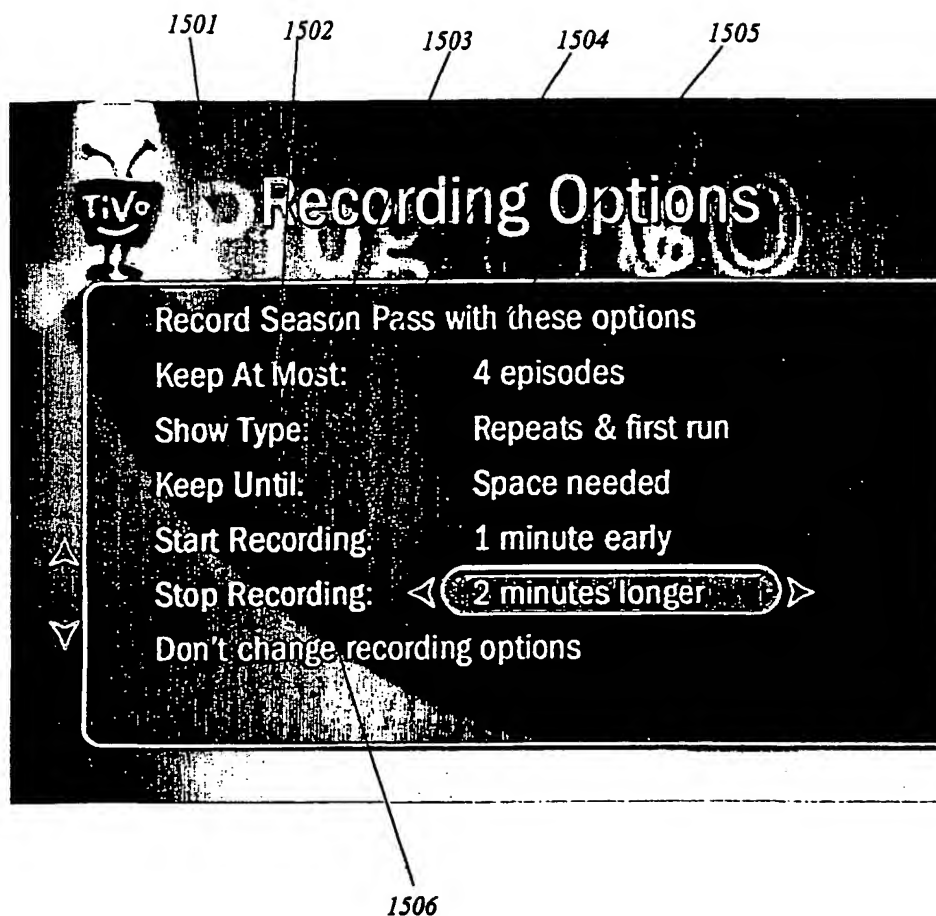 1501 1502 1503 1504 1505
TiVo
Recording Options
Record Season Pass with these options
Keep At Most: 4 episodes
Show Type: Repeats & first run
Keep Until: Space needed
Start Recording: 1 minute early
Stop Recording: 2 minutes longer
Don't change recording options
1506